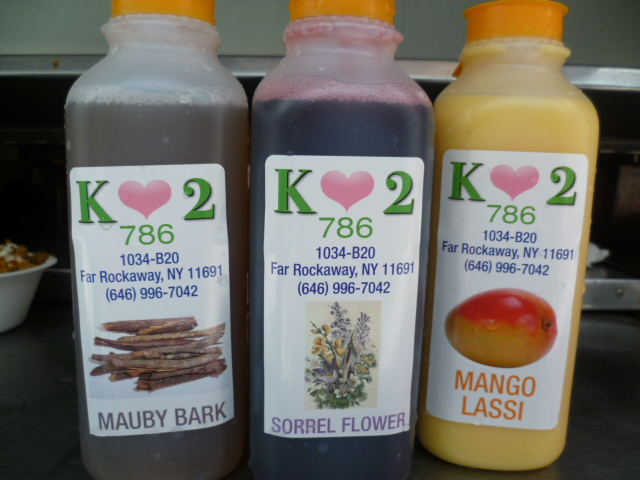 K 2
786
1034-B20
Far Rockaway, NY 11691
(646) 996-7042
MAUBY BARK
K 2
786
1034-B20
Far Rockaway, NY 11691
(646) 996-7042
SORREL FLOWER
K 2
786
1034-B20
Far Rockaway, NY 11691
(646) 996-7042
MANGO
LASSI